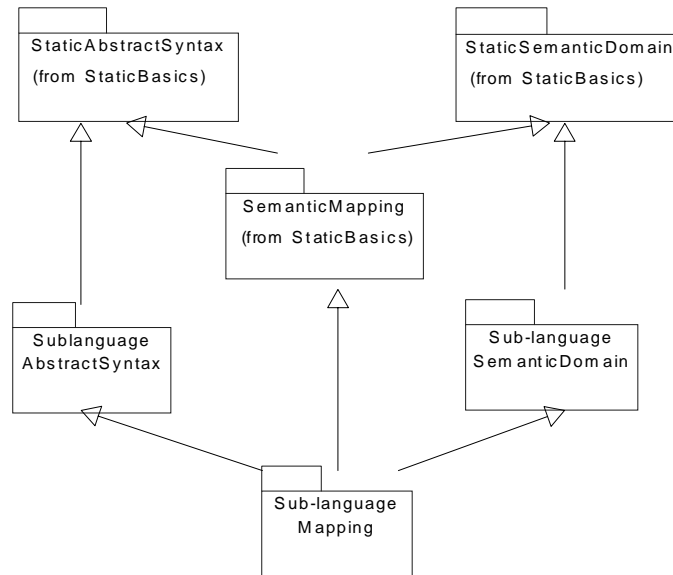 StaticAbstractSyntax
(from StaticBasics)
StaticSemanticDomain
(from StaticBasics)
SemanticMapping
(from StaticBasics)
Sublanguage
AbstractSyntax
Sub-language
SemanticDomain
Sub-language
Mapping